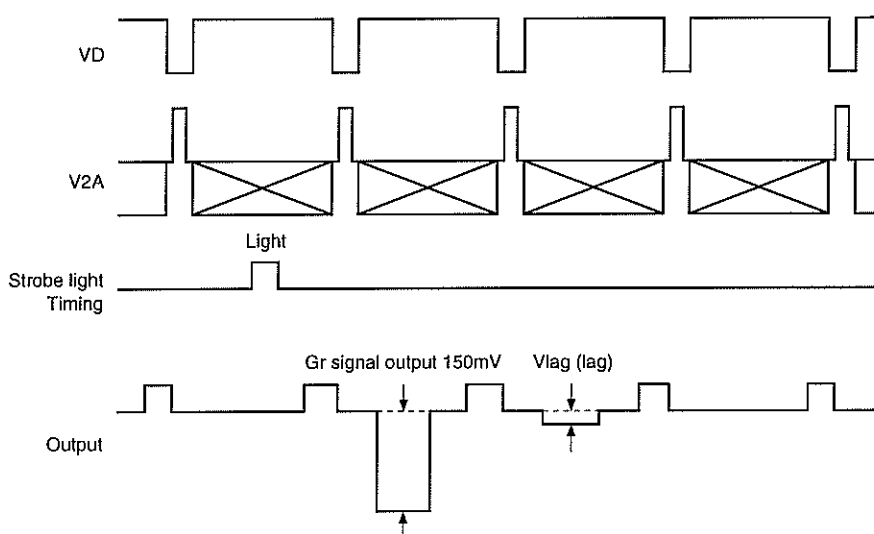 VD
V2A
Light
Strobe light
Timing
Gr signal output 150mV
Vlag (lag)
Output